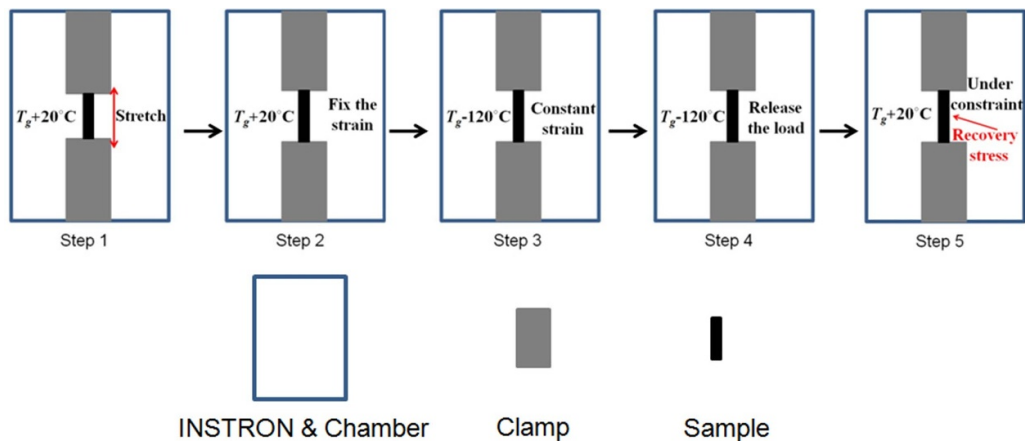 Tg+20°C
Stretch
Step 1
Tg+20°C
Fix the
strain
Step 2
Tg-120°C
Constant
strain
Step 3
Tg-120°C
Release
the load
Step 4
Tg+20°C
Under
constraint
Recovery
stress
Step 5
INSTRON & Chamber
Clamp
Sample